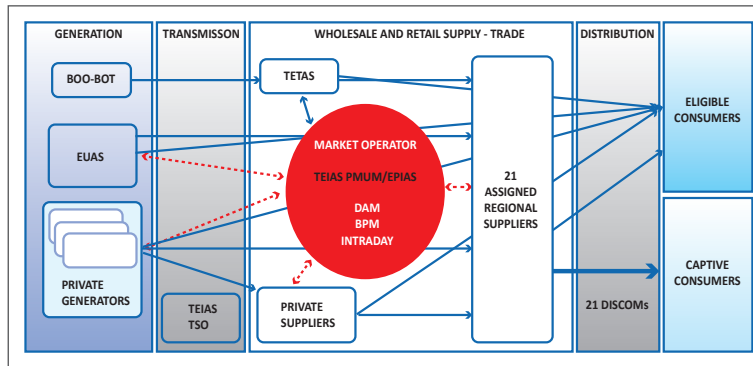 GENERATION
TRANSMISSON
WHOLESALE AND RETAIL SUPPLY - TRADE
DISTRIBUTION
BOO-BOT
TETAS
ELIGIBLE
CONSUMERS
EUAS
MARKET OPERATOR
TEIAS PMUM/EPIAS
DAM
BPM
INTRADAY
21
ASSIGNED
REGIONAL
SUPPLIERS
PRIVATE
GENERATORS
TEIAS
TSO
PRIVATE
SUPPLIERS
21 DISCOMs
CAPTIVE
CONSUMERS